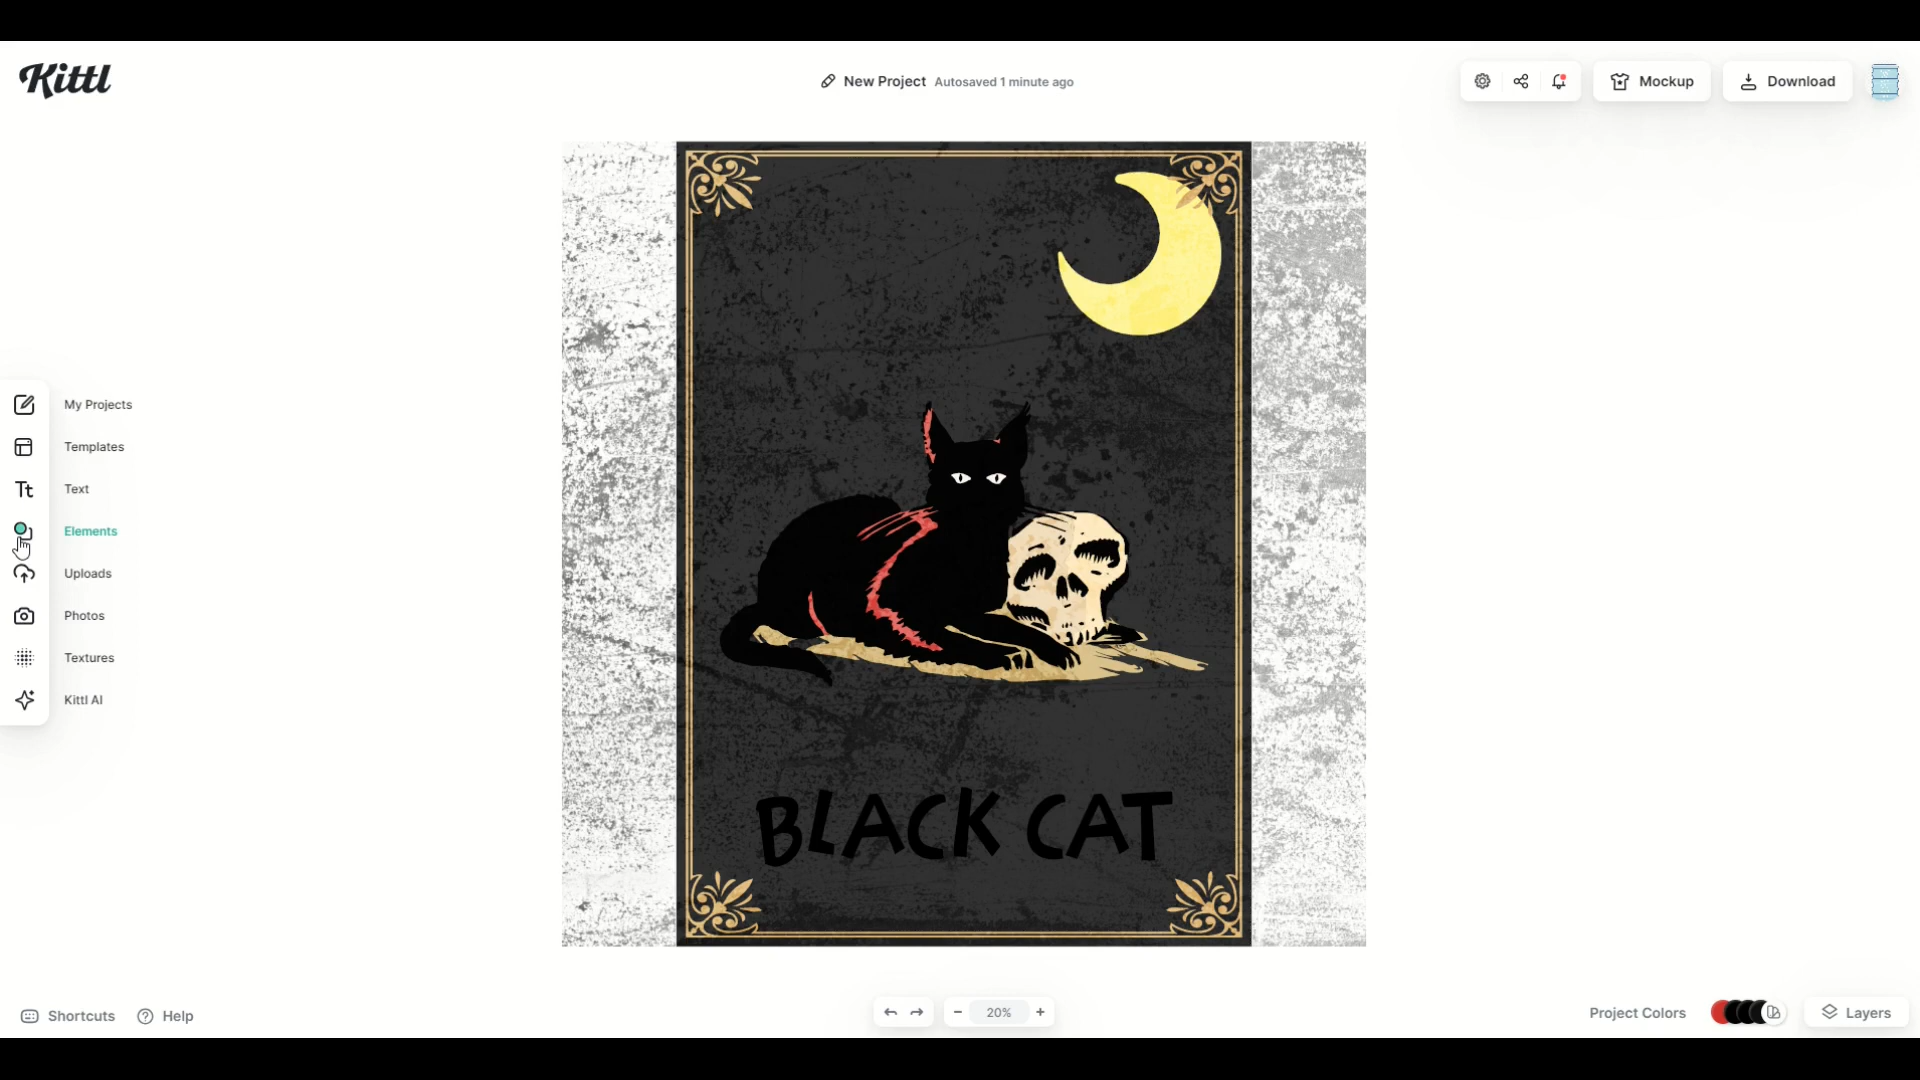 Kittl
New Project Autosaved 1 minute ago
Mockup
Download
My Projects
Templates
Tt Text
Elements
Uploads
Photos
Textures
Kittl AI
BLACK CAT
Shortcuts
Help
20%
Project Colors
Layers